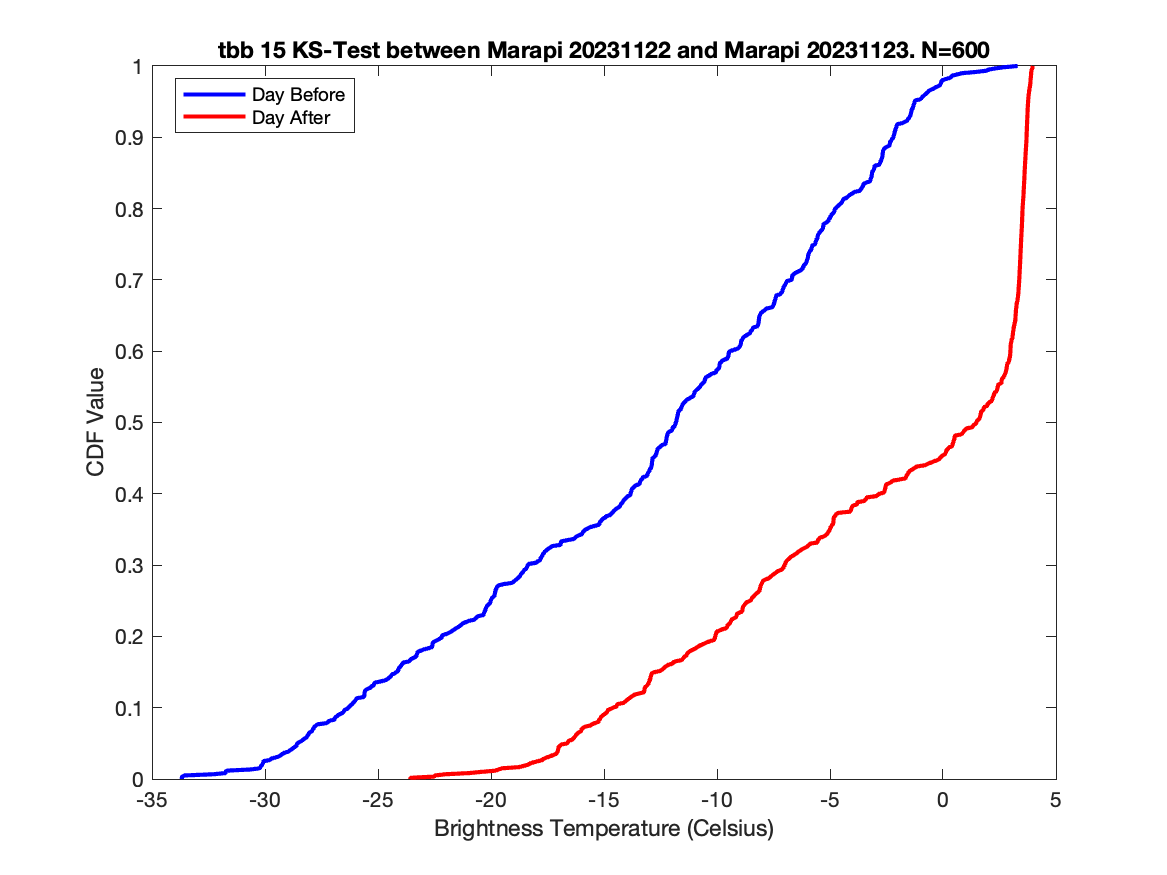 tbb 15 KS-Test between Marapi 20231122 and Marapi 20231123. N=600
Day Before
Day After
1
0.9
0.8
0.7
0.6
0.5
0.4
0.3
0.2
0.1
0
CDF Value
-35 -30 -25 -20 -15 -10 -5 0 5
Brightness Temperature (Celsius)